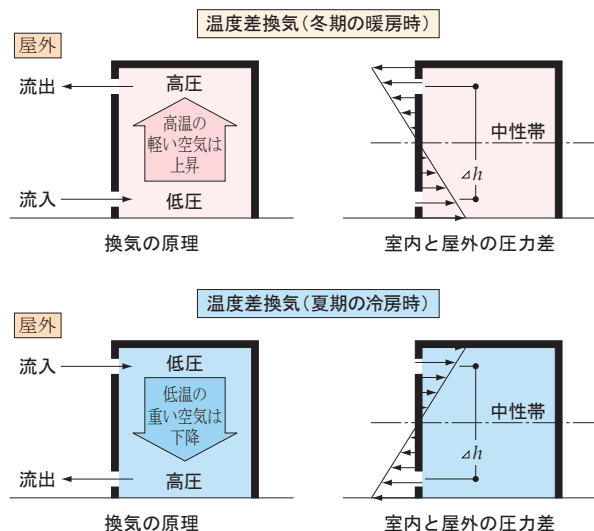 温度差換気(冬期の暖房時)
屋外
流出
高圧
高温の
軽い空気は
上昇
流入
低圧
換気の原理
中性帯
⊿h
室内と屋外の圧力差
温度差換気(夏期の冷房時)
屋外
流入
低圧
低温の
重い空気は
下降
流出
高圧
換気の原理
中性帯
⊿h
室内と屋外の圧力差